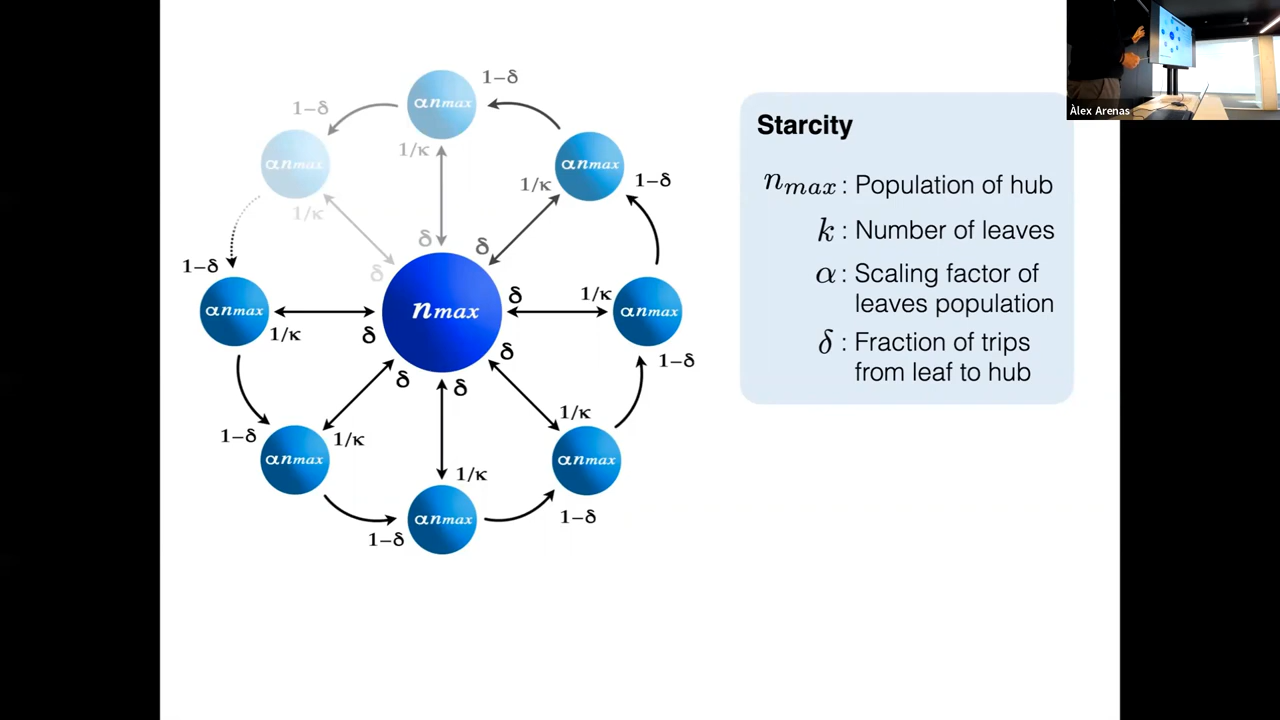 1–δ
αnmax
1–δ
1/κ
αnmax
αnmax
1/κ
1–δ
1/κ
δ
δ
δ
1–δ
αnmax
1/κ
δ
nmax
δ
1/κ
αnmax
δ
δ
δ
1–δ
1/κ
1–δ
αnmax
1/κ
1/κ
αnmax
1–δ
αnmax
1–δ
Starcity
nmax : Population of hub
k : Number of leaves
α : Scaling factor of
leaves population
δ : Fraction of trips
from leaf to hub
Àlex Arenas